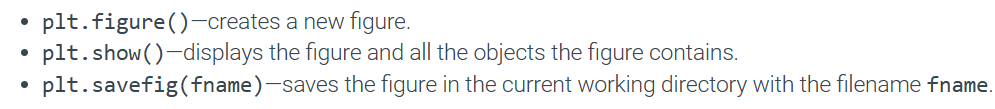 • plt.figure()—creates a new figure.
• plt.show()—displays the figure and all the objects the figure contains.
• plt.savefig(fname)—saves the figure in the current working directory with the filename fname.